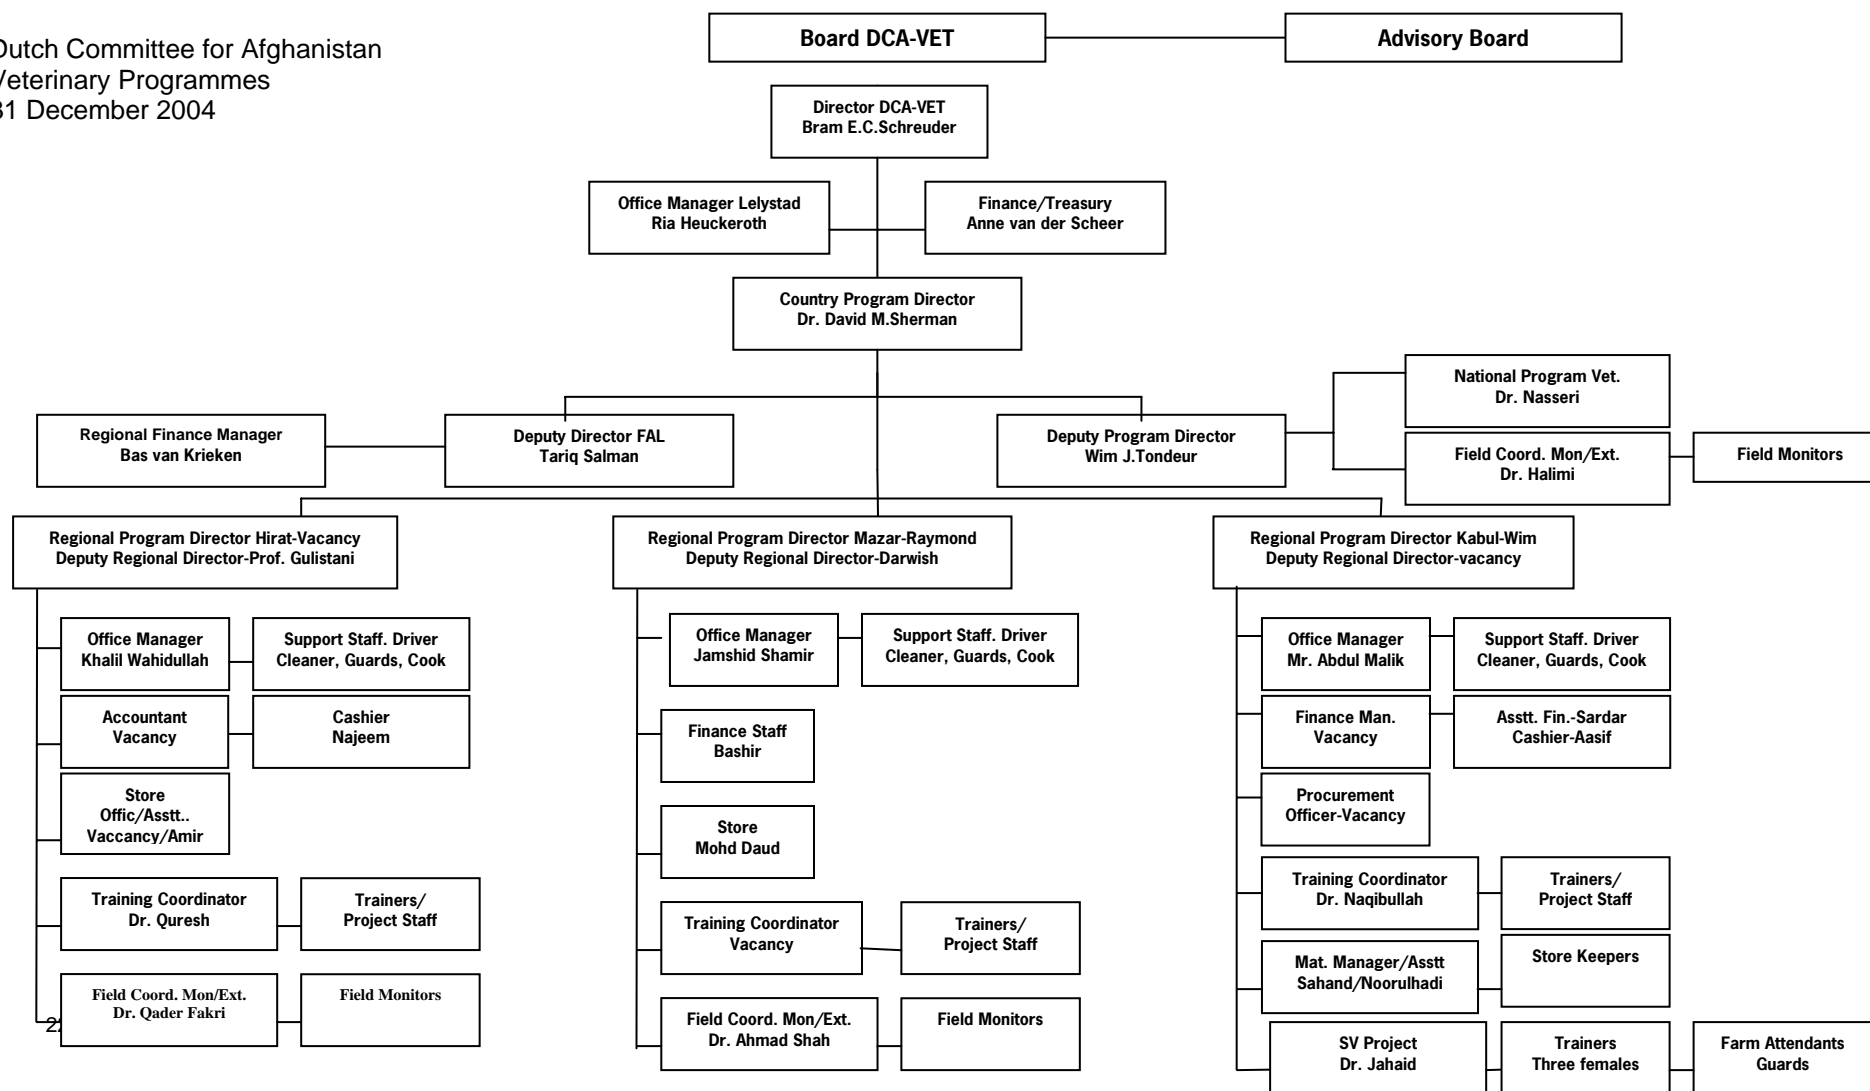 Dutch Committee for Afghanistan
Veterinary Programmes
31 December 2004
Board DCA-VET
Advisory Board
Director DCA-VET
Bram E.C.Schreuder
Office Manager Lelystad
Ria Heuckeroth
Finance/Treasury
Anne van der Scheer
Country Program Director
Dr. David M.Sherman
National Program Vet.
Dr. Nasseri
Regional Finance Manager
Bas van Krieken
Deputy Director FAL
Tariq Salman
Deputy Program Director
Wim J.Tondeur
Field Coord. Mon/Ext.
Dr. Halimi
Field Monitors
Regional Program Director Hirat-Vacancy
Deputy Regional Director-Prof. Gulistani
Regional Program Director Mazar-Raymond
Deputy Regional Director-Darwish
Regional Program Director Kabul-Wim
Deputy Regional Director-vacancy
Office Manager
Khalil Wahidullah
Support Staff. Driver
Cleaner, Guards, Cook
Accountant
Vacancy
Cashier
Najeem
Store
Offic/Asstt..
Vaccancy/Amir
Training Coordinator
Dr. Quresh
Trainers/
Project Staff
Field Coord. Mon/Ext.
Dr. Qader Fakri
Field Monitors
Office Manager
Jamshid Shamir
Support Staff. Driver
Cleaner, Guards, Cook
Finance Staff
Bashir
Store
Mohd Daud
Training Coordinator
Vacancy
Trainers/
Project Staff
Field Coord. Mon/Ext.
Dr. Ahmad Shah
Field Monitors
Office Manager
Mr. Abdul Malik
Support Staff. Driver
Cleaner, Guards, Cook
Finance Man.
Vacancy
Asstt. Fin.-Sardar
Cashier-Aasif
Procurement
Officer-Vacancy
Training Coordinator
Dr. Naqibullah
Trainers/
Project Staff
Mat. Manager/Asstt
Sahand/Noorulhadi
Store Keepers
SV Project
Dr. Jahaid
Trainers
Three females
Farm Attendants
Guards